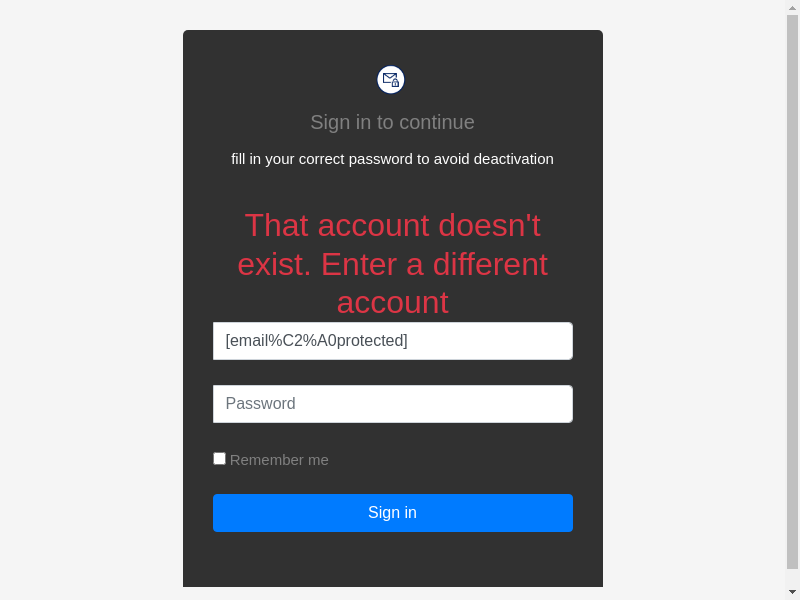 Sign in to continue
fill in your correct password to avoid deactivation
That account doesn't
exist. Enter a different
account
[email%C2%A0protected]
Password
Remember me
Sign in